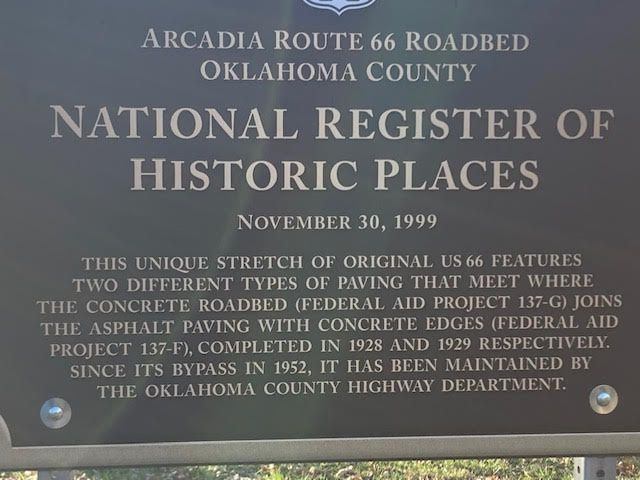 ARCADIA ROUTE 66 ROADBED
OKLAHOMA COUNTY
NATIONAL REGISTER OF
HISTORIC PLACES
NOVEMBER 30, 1999
THIS UNIQUE STRETCH OF ORIGINAL US 66 FEATURES
TWO DIFFERENT TYPES OF PAVING THAT MEET WHERE
THE CONCRETE ROADBED (FEDERAL AID PROJECT 137-G) JOINS
THE ASPHALT PAVING WITH CONCRETE EDGES (FEDERAL AID
PROJECT 137-F), COMPLETED IN 1928 AND 1929 RESPECTIVELY.
SINCE ITS BYPASS IN 1952, IT HAS BEEN MAINTAINED BY
THE OKLAHOMA COUNTY HIGHWAY DEPARTMENT.